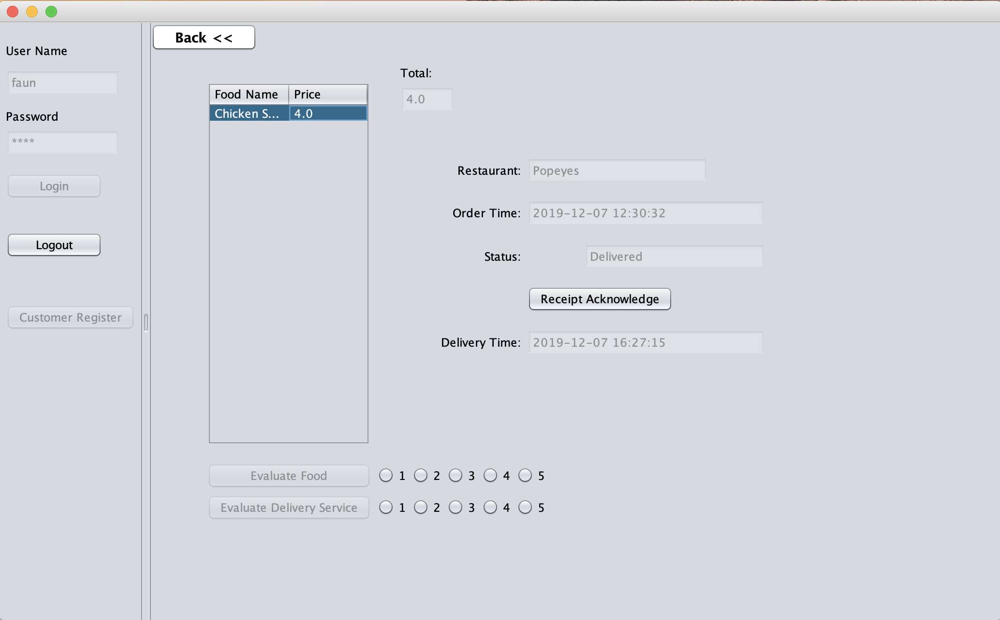 User Name
faun
Password
****
Login
Logout
Customer Register
Back <<
Food Name Price
Chicken S... 4.0
Total:
4.0
Restaurant: Popeyes
Order Time: 2019-12-07 12:30:32
Status: Delivered
Receipt Acknowledge
Delivery Time: 2019-12-07 16:27:15
Evaluate Food 1 2 3 4 5
Evaluate Delivery Service 1 2 3 4 5